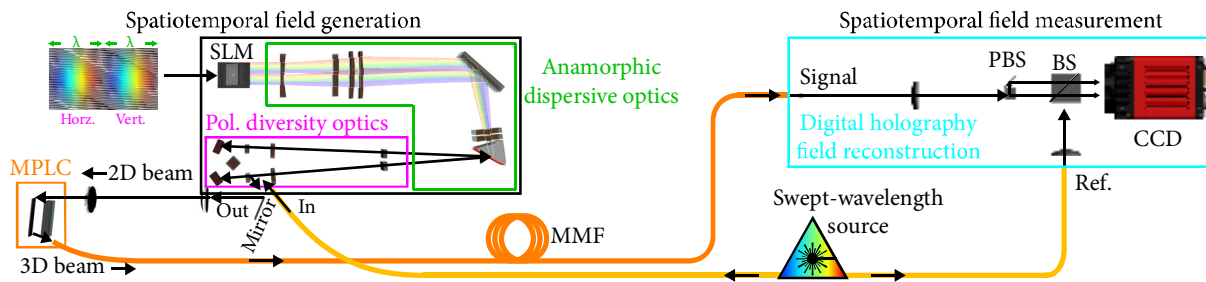 Spatiotemporal field generation
Spatiotemporal field measurement
λ λ
SLM
Horz. Vert.
Anamorphic
dispersive optics
Pol. diversity optics
MPLC
2D beam
Out
Mirror
In
3D beam
MMF
Signal
PBS
BS
CCD
Digital holography
field reconstruction
Ref.
Swept-wavelength
source